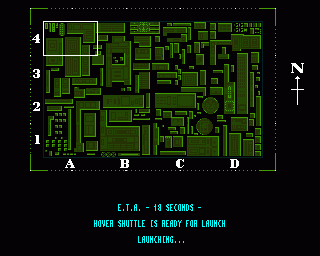 4
N
3
2
1
A B C D
E.T.A. - 18 SECONDS -
HOVER SHUTTLE IS READY FOR LAUNCH
LAUNCHING...